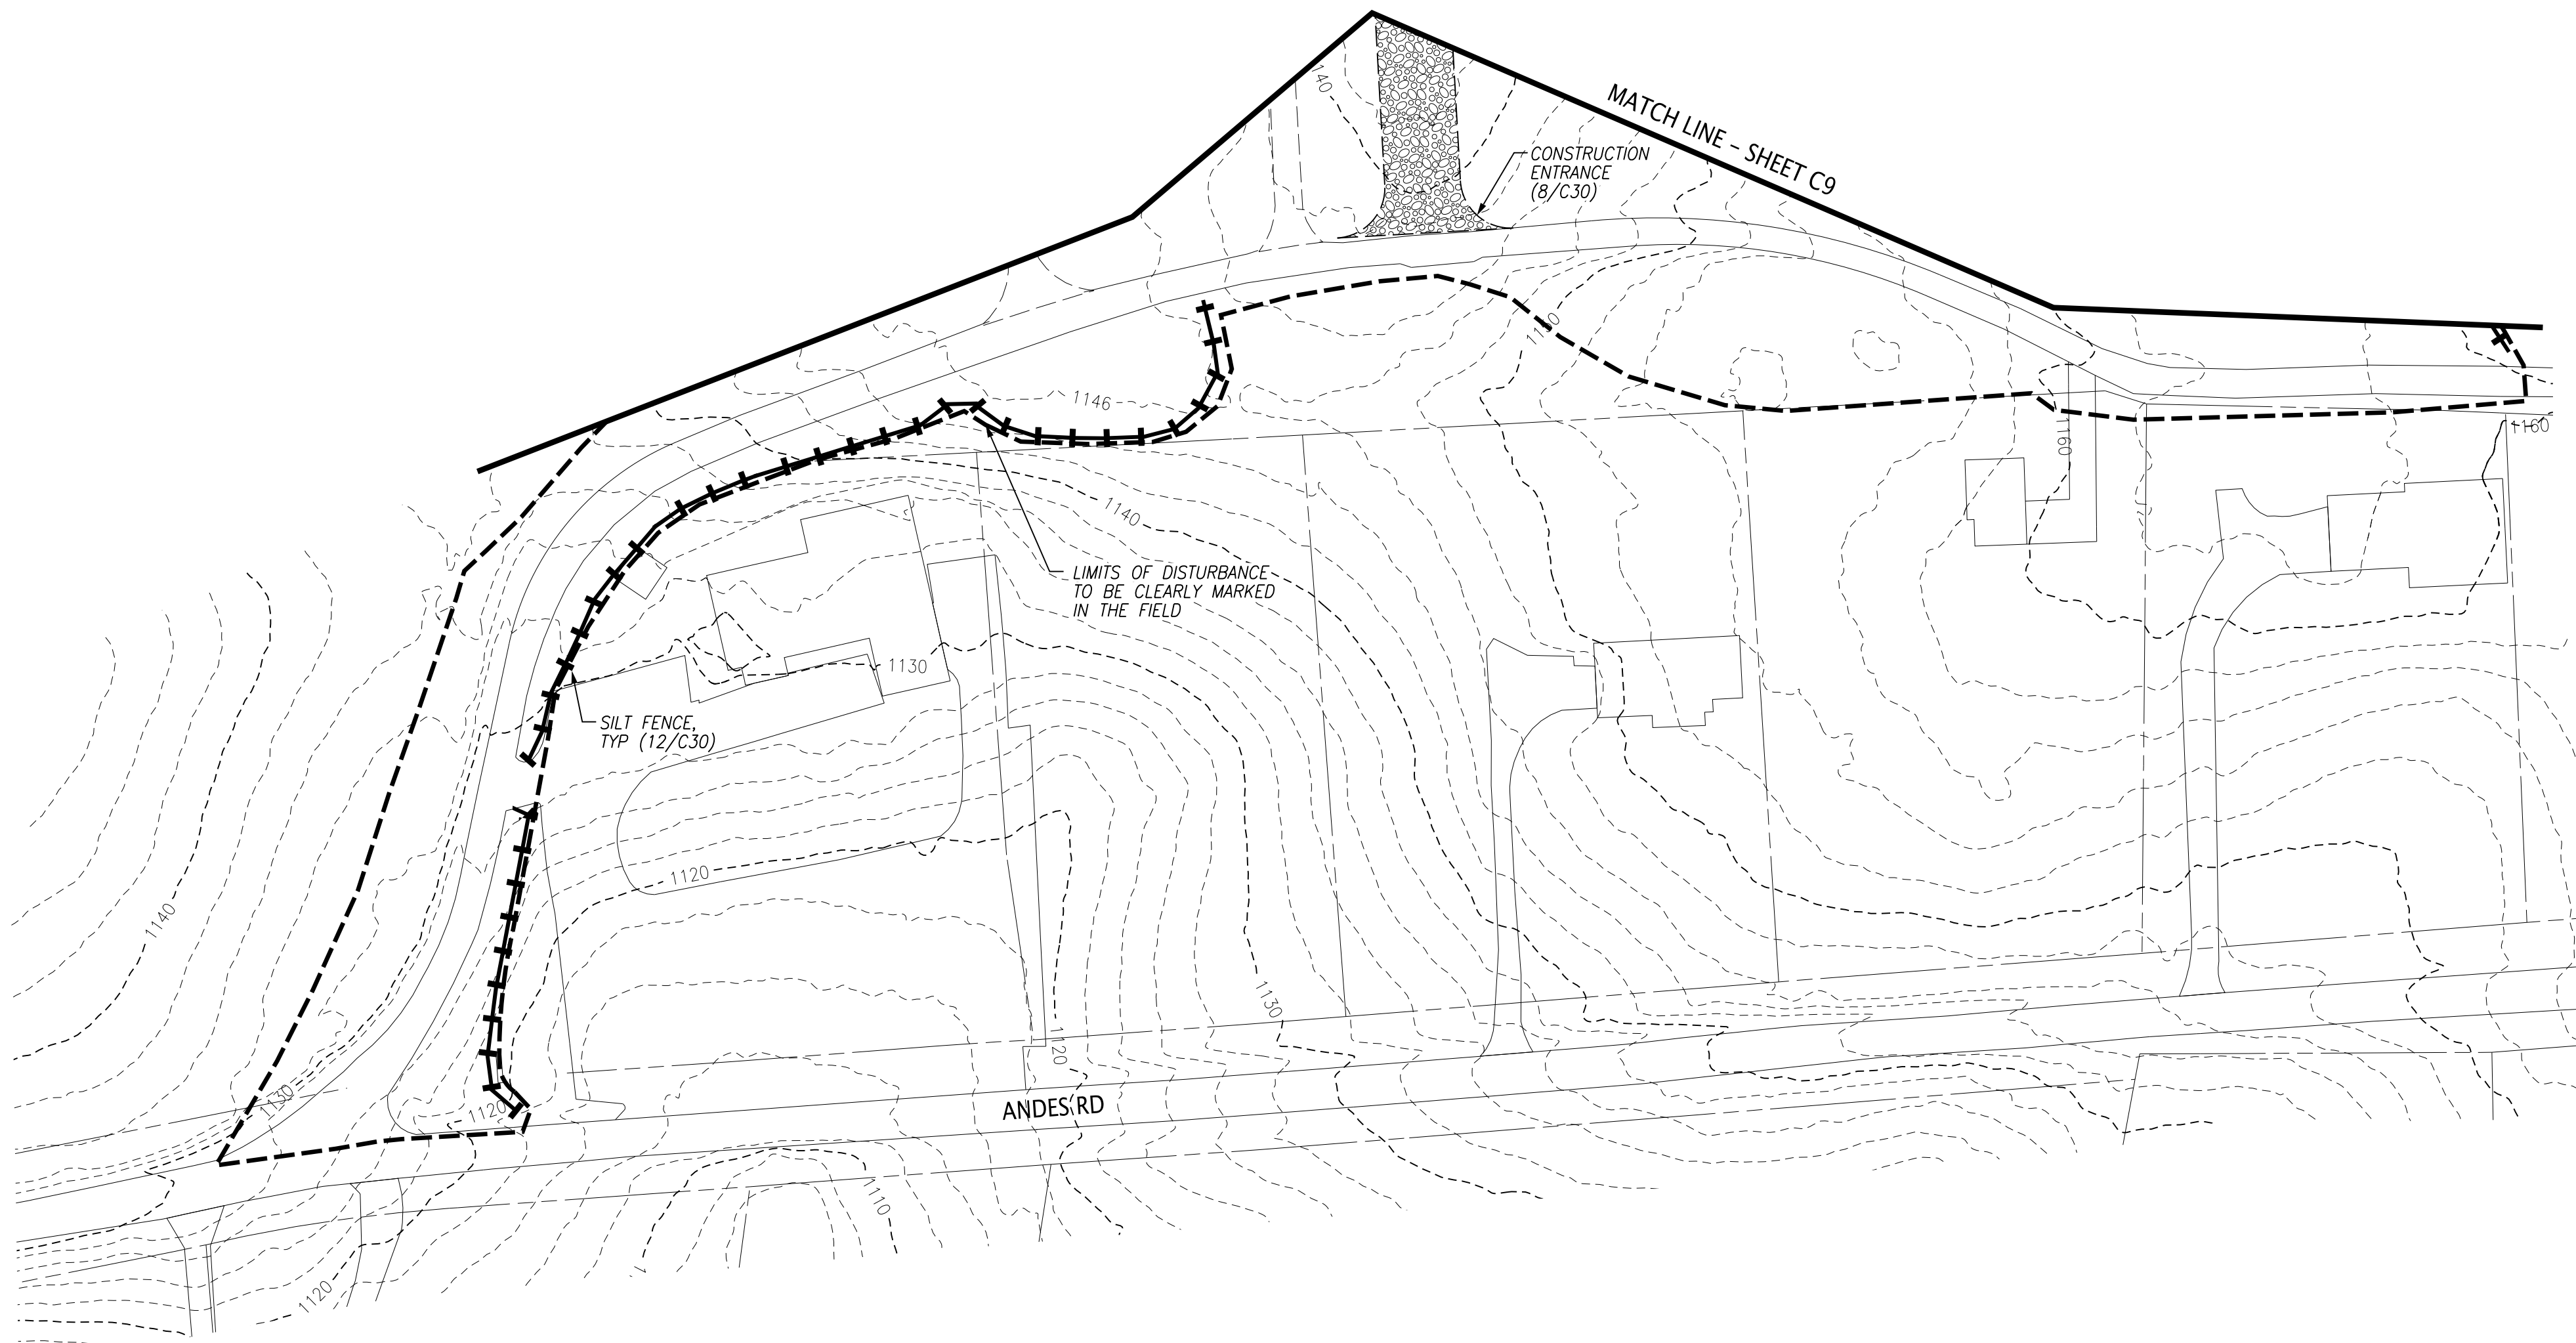 140
MATCH LINE - SHEET C9
CONSTRUCTION
ENTRANCE
(8/C30)
1146
1160
1160
1140
LIMITS OF DISTURBANCE
TO BE CLEARLY MARKED
IN THE FIELD
1130
SILT FENCE,
TYP (12/C30)
1120
1140
1130
1120
1130
1120
ANDES RD
1110
1120